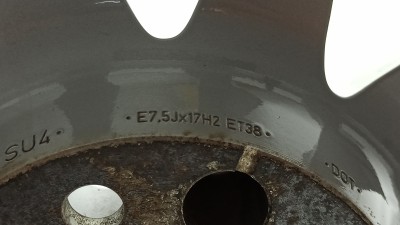 SU4 •
• E7,5Jx17H2 ET38 •
• DOT •